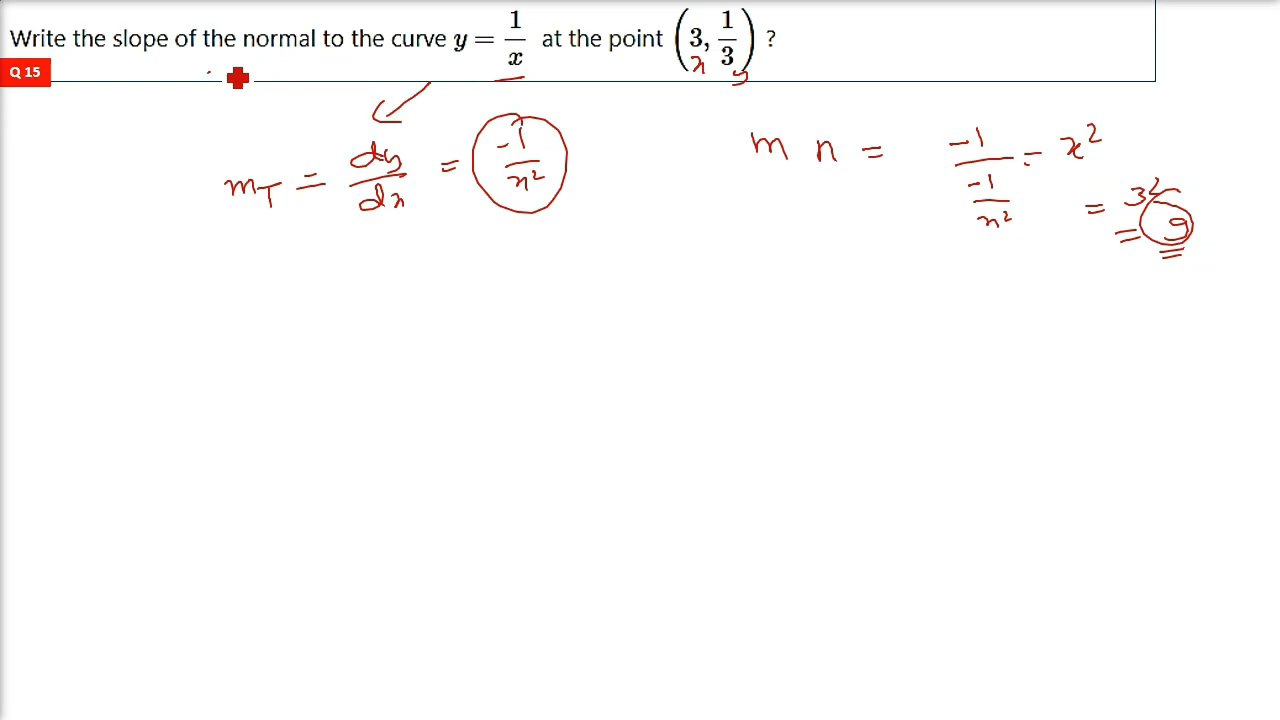 Write the slope of the normal to the curve y = 1/x at the point (3, 1/3) ?
x y
Q 15
m_T = dy/dx = -1/x²
m n = -1/(-1/x²) = x²
= 3²
= 9